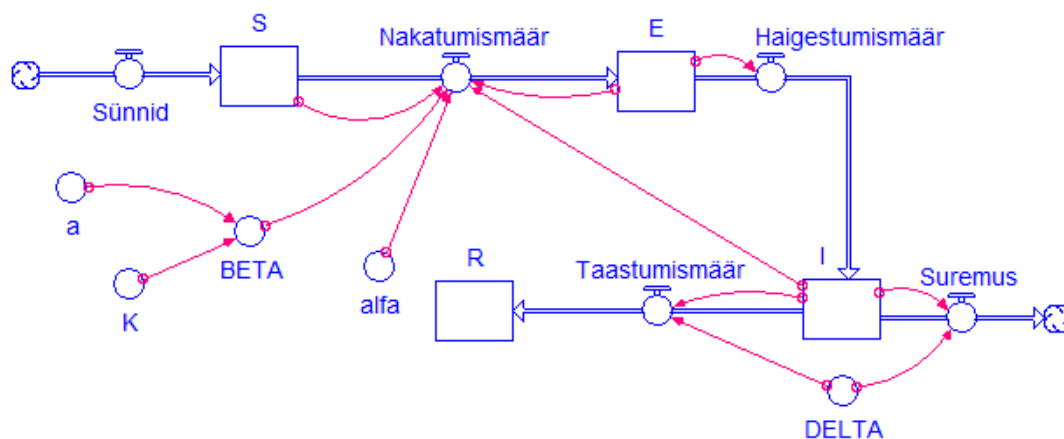 S
Nakatumismäär
E
Haigestumismäär
Sünnid
a
BETA
K
alfa
R
Taastumismäär
I
Suremus
DELTA